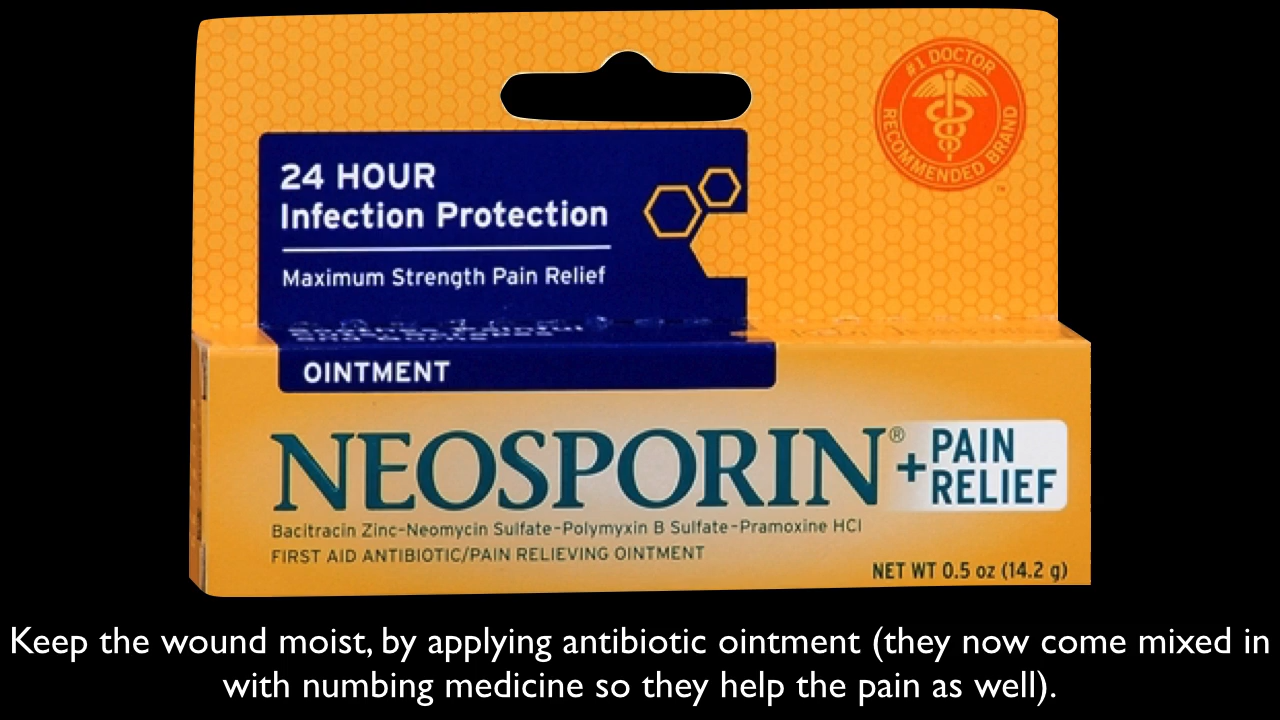 #1 DOCTOR
RECOMMENDED BRAND
24 HOUR
Infection Protection
Maximum Strength Pain Relief
OINTMENT
NEOSPORIN® + PAIN
RELIEF
Bacitracin Zinc–Neomycin Sulfate–Polymyxin B Sulfate–Pramoxine HCl
FIRST AID ANTIBIOTIC/PAIN RELIEVING OINTMENT
NET WT 0.5 oz (14.2 g)
Keep the wound moist, by applying antibiotic ointment (they now come mixed in
with numbing medicine so they help the pain as well).